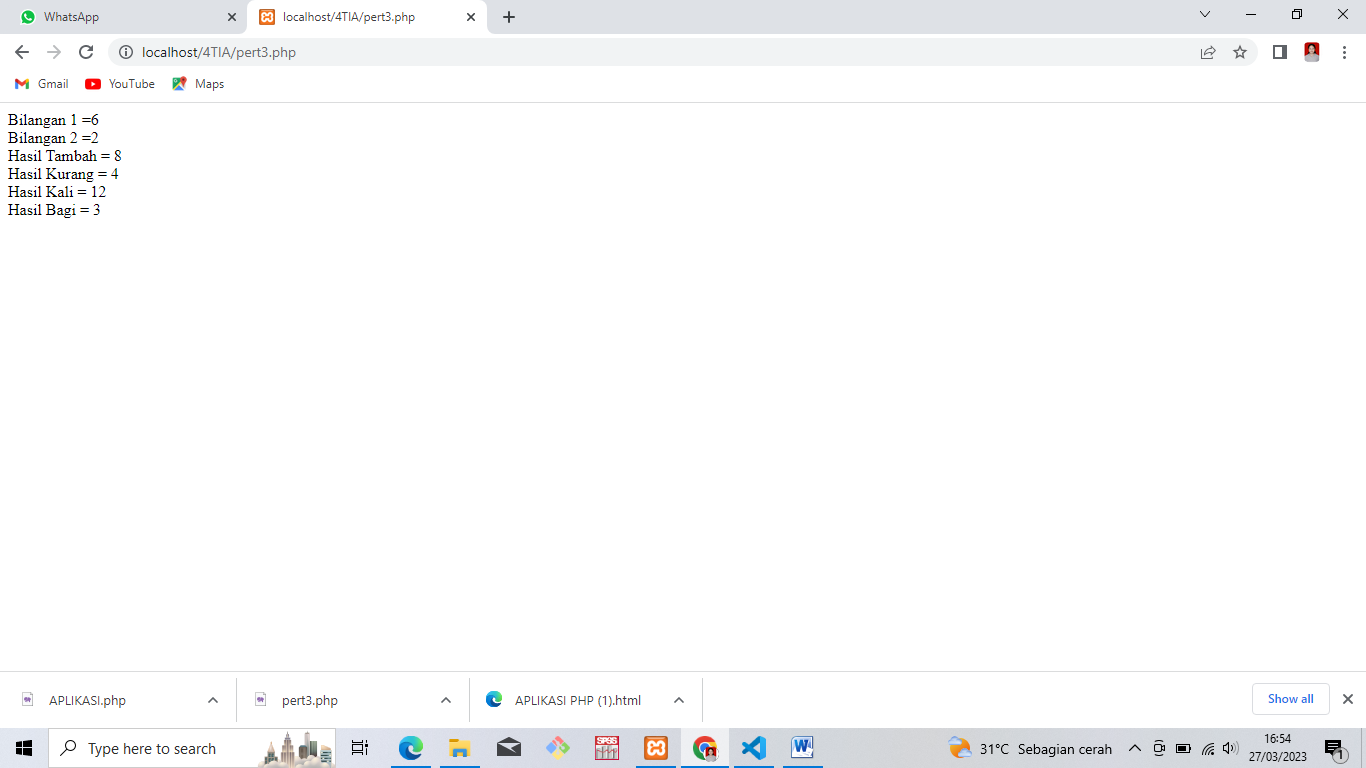 WhatsApp
localhost/4TIA/pert3.php
localhost/4TIA/pert3.php
Gmail
YouTube
Maps
Bilangan 1 =6
Bilangan 2 =2
Hasil Tambah = 8
Hasil Kurang = 4
Hasil Kali = 12
Hasil Bagi = 3
APLIKASI.php
pert3.php
APLIKASI PHP (1).html
Show all
Type here to search
SPSS
31°C Sebagian cerah
16:54
27/03/2023
1